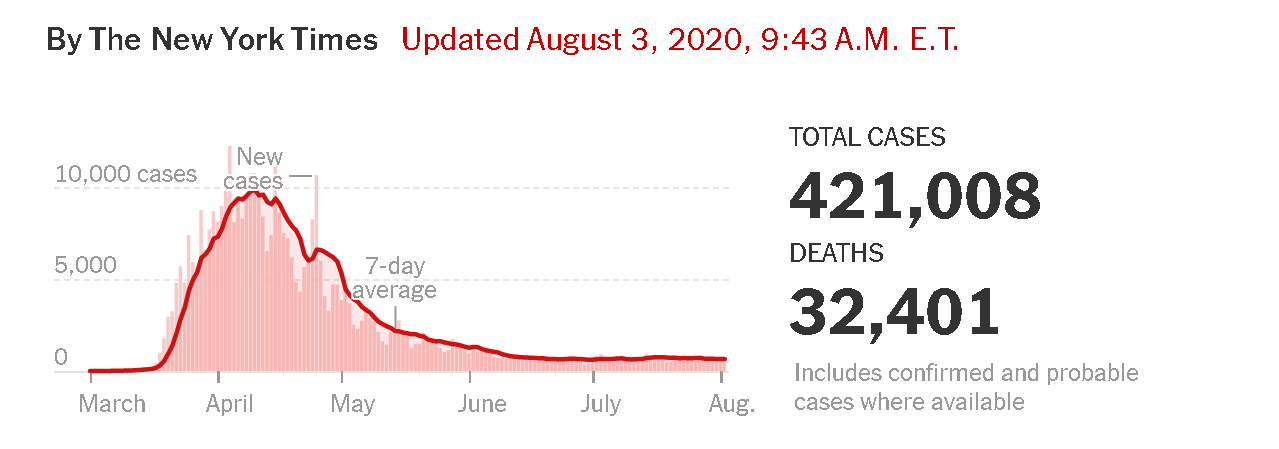 By The New York Times Updated August 3, 2020, 9:43 A.M. E.T.
10,000 cases
5,000
0
New
cases
7-day
average
March April May June July Aug.
TOTAL CASES
421,008
DEATHS
32,401
Includes confirmed and probable
cases where available